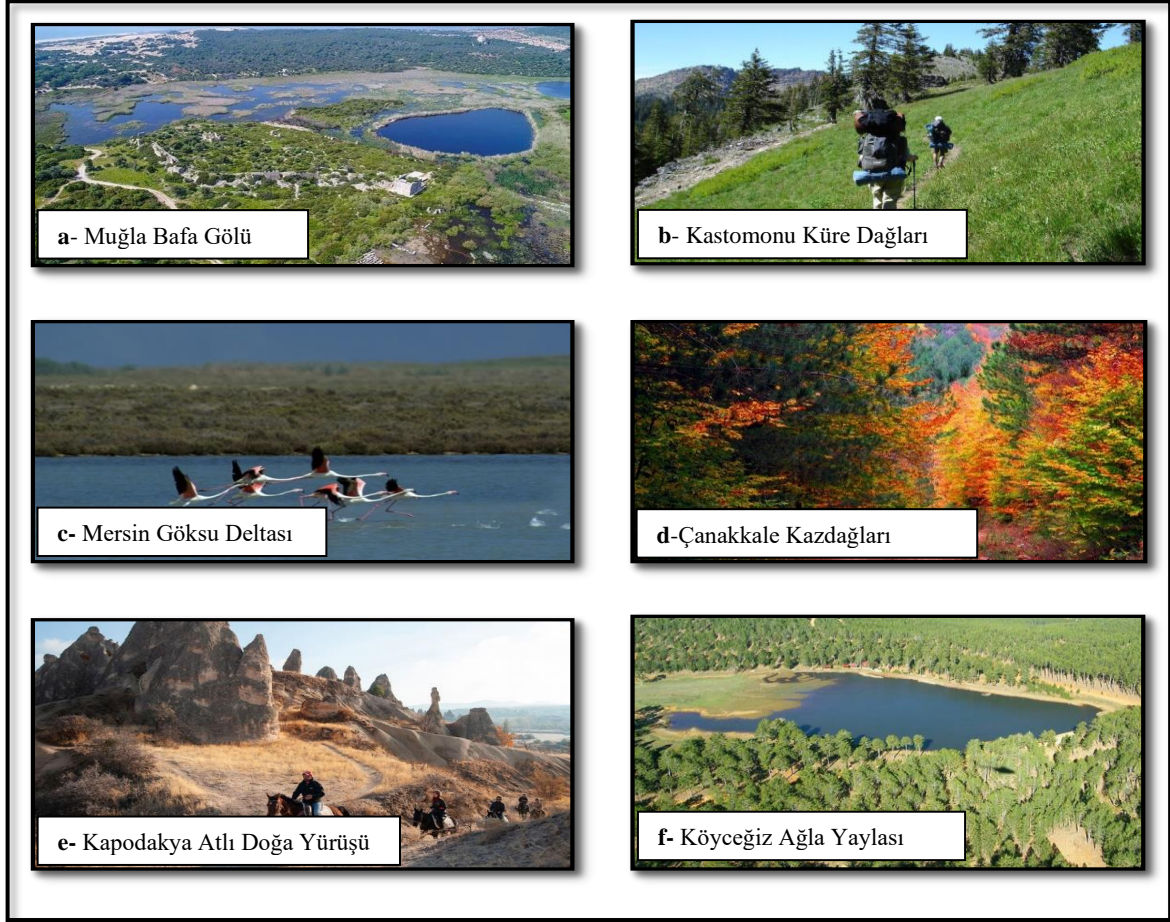 a- Muğla Bafa Gölü
b- Kastomonu Küre Dağları
c- Mersin Göksu Deltası
d-Çanakkale Kazdağları
e- Kapodakya Atlı Doğa Yürüşü
f- Köyceğiz Ağla Yaylası